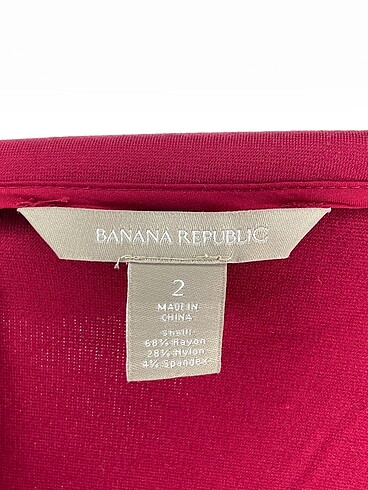 BANANA REPUBLIC
2
MADE IN
CHINA
Shell:
68% Rayon
28% Nylon
4% Spandex